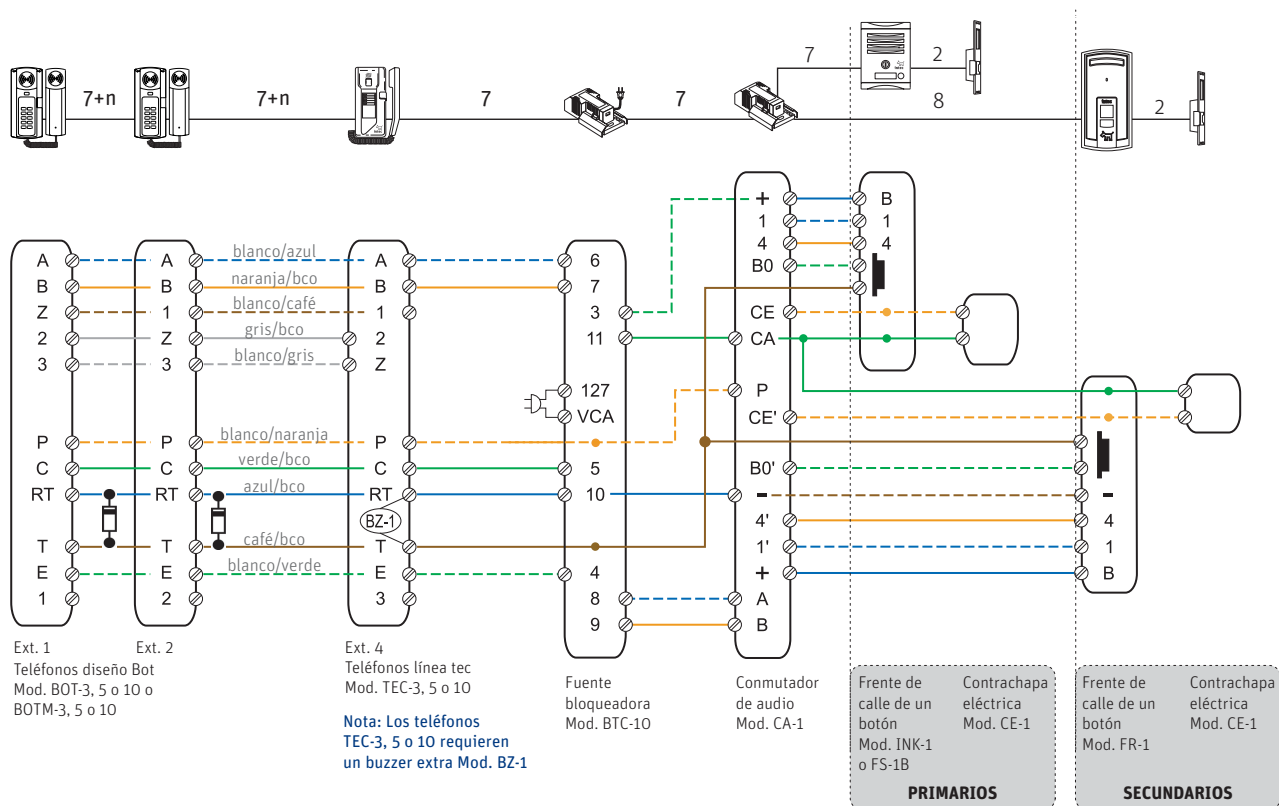 7+n
7+n
7
7
7
2
8
2
A
B
Z
2
3
P
C
RT
T
E
1
A
B
1
Z
3
P
C
RT
T
E
2
blanco/azul
naranja/bco
blanco/café
gris/bco
blanco/gris
blanco/naranja
verde/bco
azul/bco
café/bco
blanco/verde
A
B
1
2
Z
P
C
RT
BZ-1
T
E
3
6
7
3
11
127
VCA
5
10
4
8
9
+
1
4
B0
CE
CA
P
CE'
B0'
-
4'
1'
+
A
B
B
1
4
-
4
1
B
Ext. 1
Ext. 2
Teléfonos diseño Bot
Mod. BOT-3, 5 o 10 o
BOTM-3, 5 o 10
Ext. 4
Teléfonos línea tec
Mod. TEC-3, 5 o 10
Nota: Los teléfonos
TEC-3, 5 o 10 requieren
un buzzer extra Mod. BZ-1
Fuente
bloqueadora
Mod. BTC-10
Conmutador
de audio
Mod. CA-1
Frente de
calle de un
botón
Mod. INK-1
o FS-1B
Contrachapa
eléctrica
Mod. CE-1
PRIMARIOS
Frente de
calle de un
botón
Mod. FR-1
Contrachapa
eléctrica
Mod. CE-1
SECUNDARIOS